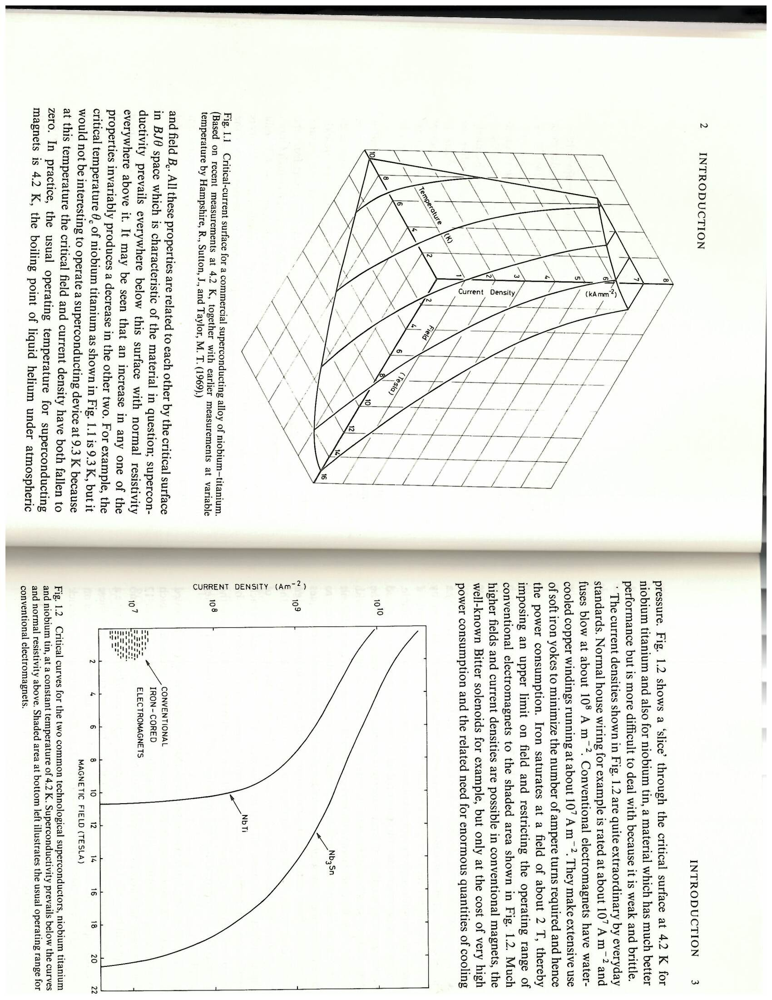 2 INTRODUCTION
10
8
6
4
2
Temperature (K)
1
2
3
4
5
6
7
8
Current Density (kA mm⁻²)
2
4
6
8
10
12
14
16
Field (Tesla)
Fig. 1.1 Critical-current surface for a commercial superconducting alloy of niobium–titanium.
(Based on recent measurements at 4.2 K, together with earlier measurements at variable
temperature by Hampshire, R., Sutton, J., and Taylor, M. T. (1969).)
and field B_c. All these properties are related to each other by the critical surface
in BJθ space which is characteristic of the material in question; supercon-
ductivity prevails everywhere below this surface with normal resistivity
everywhere above it. It may be seen that an increase in any one of the
properties invariably produces a decrease in the other two. For example, the
critical temperature θ_c of niobium titanium as shown in Fig. 1.1 is 9.3 K, but it
would not be interesting to operate a superconducting device at 9.3 K because
at this temperature the critical field and current density have both fallen to
zero. In practice, the usual operating temperature for superconducting
magnets is 4.2 K, the boiling point of liquid helium under atmospheric
INTRODUCTION 3
pressure. Fig. 1.2 shows a ‘slice’ through the critical surface at 4.2 K for
niobium titanium and also for niobium tin, a material which has much better
performance but is more difficult to deal with because it is weak and brittle.
The current densities shown in Fig. 1.2 are quite extraordinary by everyday
standards. Normal house wiring for example is rated at about 10⁷ A m⁻² and
fuses blow at about 10⁸ A m⁻². Conventional electromagnets have water-
cooled copper windings running at about 10⁷ A m⁻². They make extensive use
of soft iron yokes to minimize the number of ampere turns required and hence
the power consumption. Iron saturates at a field of about 2 T, thereby
imposing an upper limit on field and restricting the operating range of
conventional electromagnets to the shaded area shown in Fig. 1.2. Much
higher fields and current densities are possible in conventional magnets, the
well-known Bitter solenoids for example, but only at the cost of very high
power consumption and the related need for enormous quantities of cooling
CURRENT DENSITY (Am⁻²)
10¹⁰
10⁹
10⁸
10⁷
NbTi
Nb₃Sn
CONVENTIONAL
IRON-CORED
ELECTROMAGNETS
2 4 6 8 10 12 14 16 18 20 22
MAGNETIC FIELD (TESLA)
Fig. 1.2 Critical curves for the two common technological superconductors, niobium titanium
and niobium tin, at a constant temperature of 4.2 K. Superconductivity prevails below the curves
and normal resistivity above. Shaded area at bottom left illustrates the usual operating range for
conventional electromagnets.